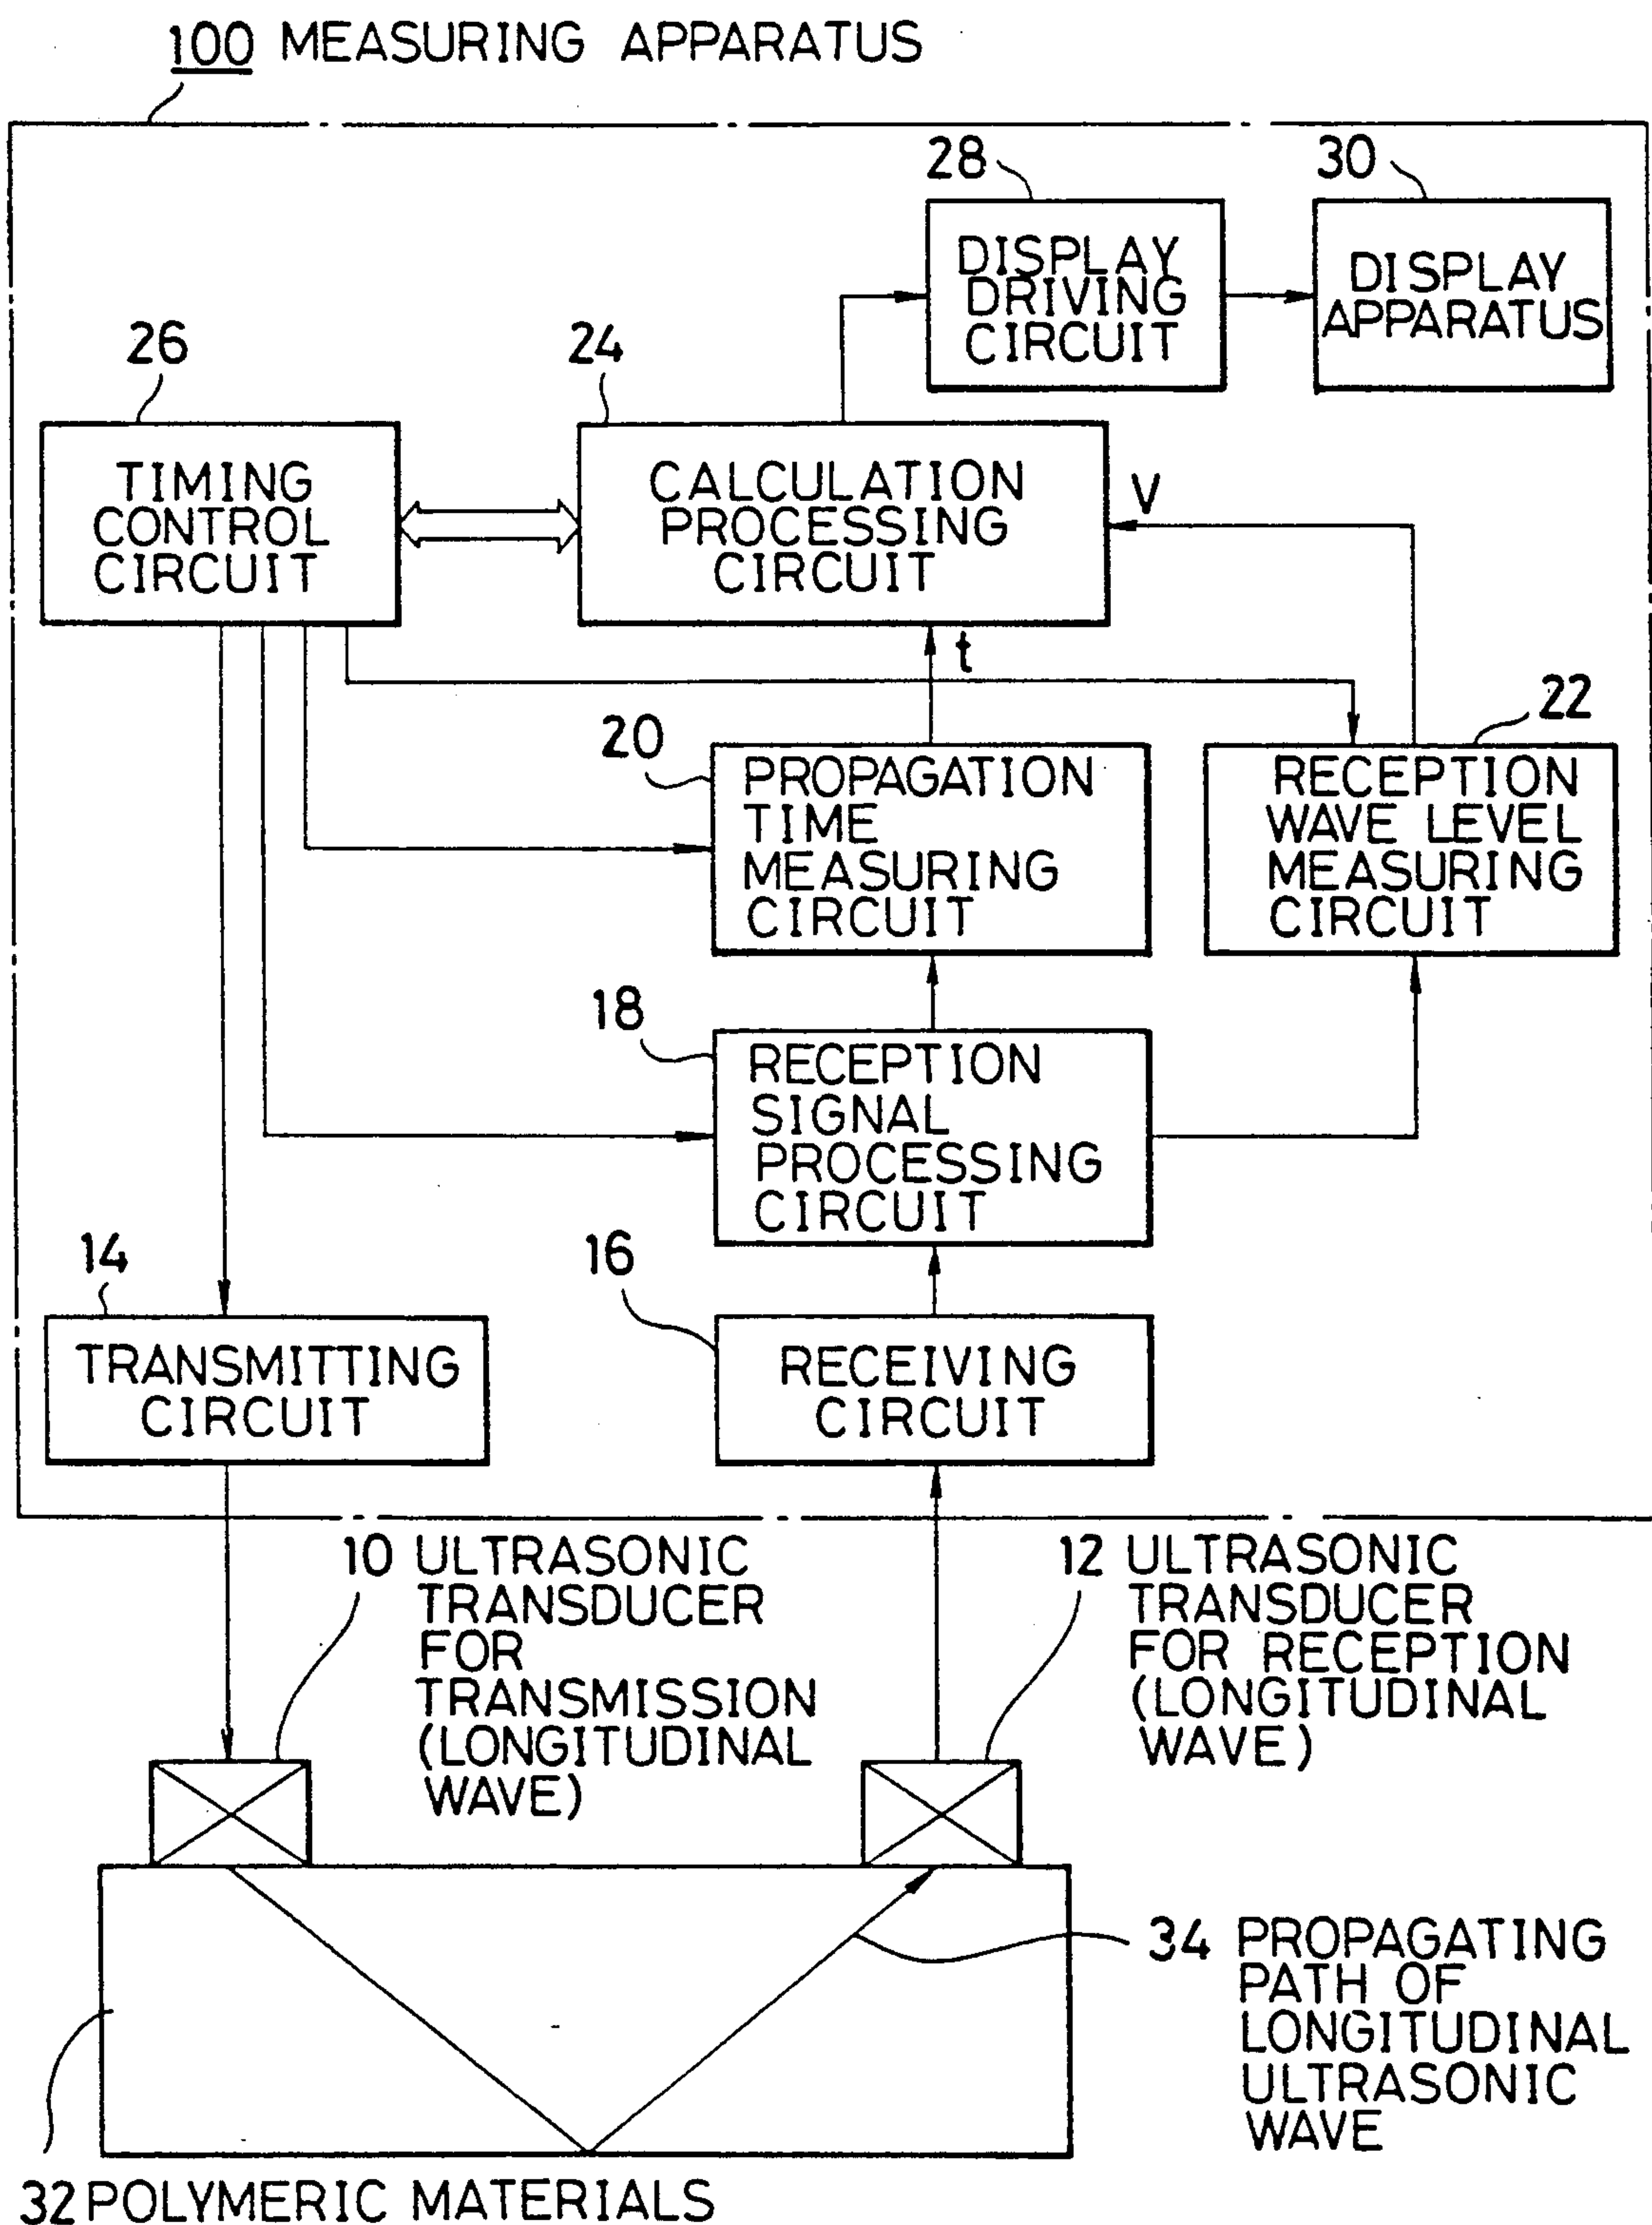 100 MEASURING APPARATUS
28
30
DISPLAY
DRIVING
CIRCUIT
DISPLAY
APPARATUS
26
24
TIMING
CONTROL
CIRCUIT
CALCULATION
PROCESSING
CIRCUIT
V
t
20
22
PROPAGATION
TIME
MEASURING
CIRCUIT
RECEPTION
WAVE LEVEL
MEASURING
CIRCUIT
18
RECEPTION
SIGNAL
PROCESSING
CIRCUIT
14
16
TRANSMITTING
CIRCUIT
RECEIVING
CIRCUIT
10 ULTRASONIC
TRANSDUCER
FOR
TRANSMISSION
(LONGITUDINAL
WAVE)
12 ULTRASONIC
TRANSDUCER
FOR RECEPTION
(LONGITUDINAL
WAVE)
34 PROPAGATING
PATH OF
LONGITUDINAL
ULTRASONIC
WAVE
32 POLYMERIC MATERIALS